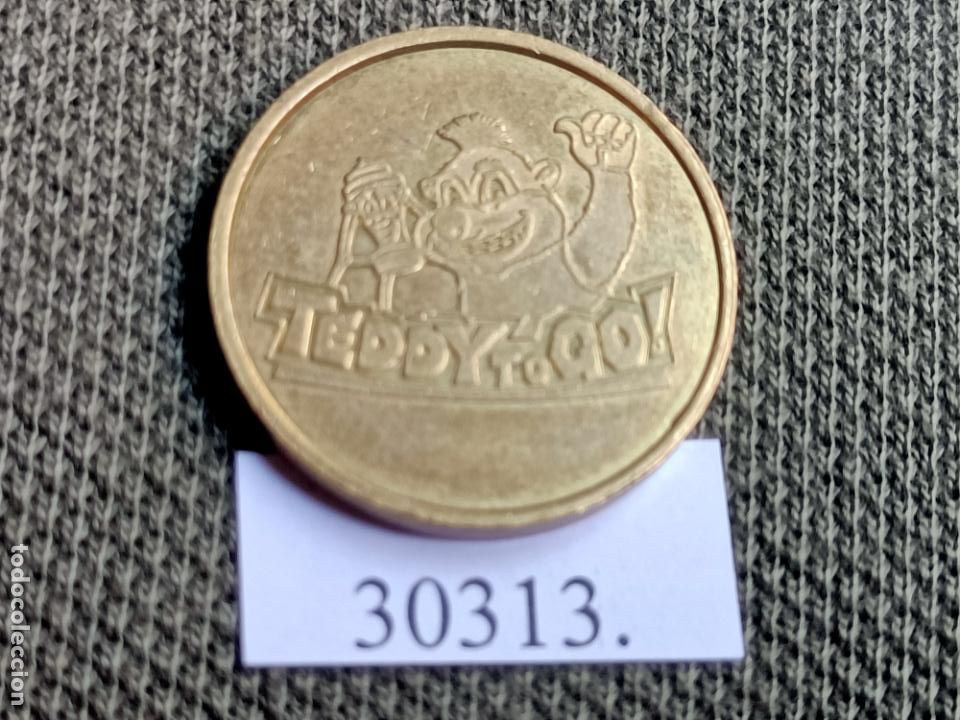 TEDDY TO GO!
30313.
todocoleccion